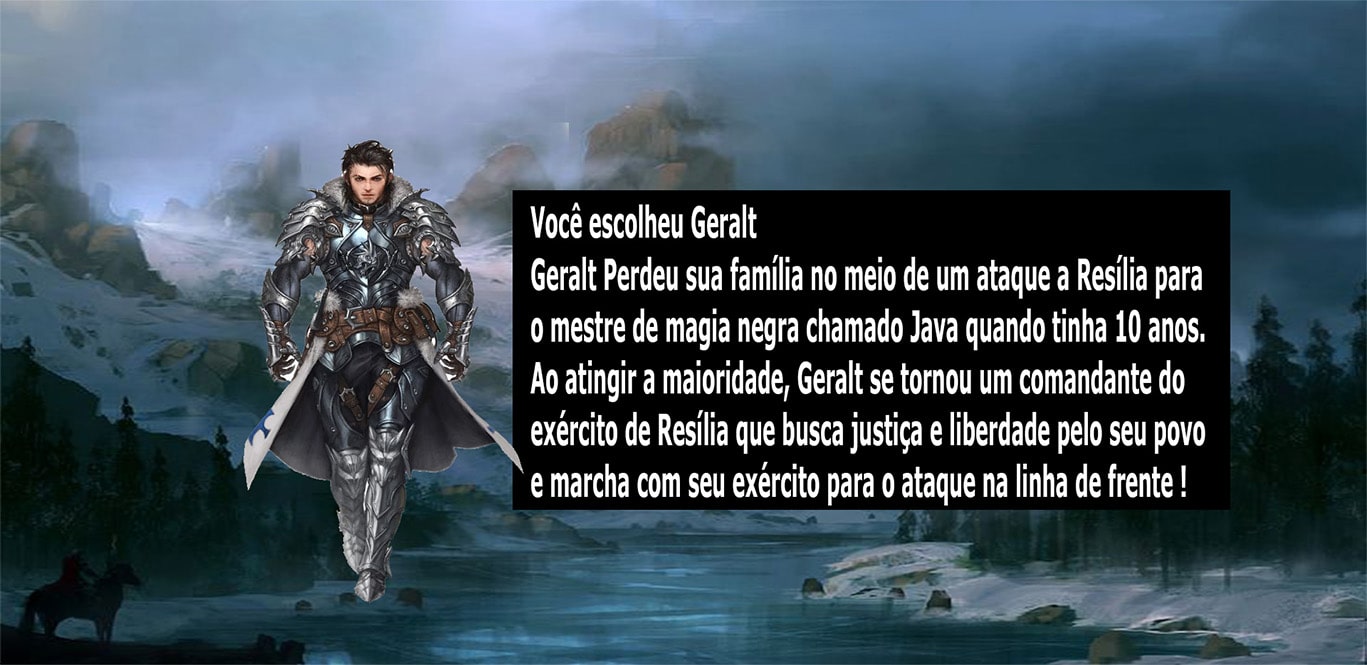 Você escolheu Geralt
Geralt Perdeu sua família no meio de um ataque a Resília para
o mestre de magia negra chamado Java quando tinha 10 anos.
Ao atingir a maioridade, Geralt se tornou um comandante do
exército de Resília que busca justiça e liberdade pelo seu povo
e marcha com seu exército para o ataque na linha de frente !